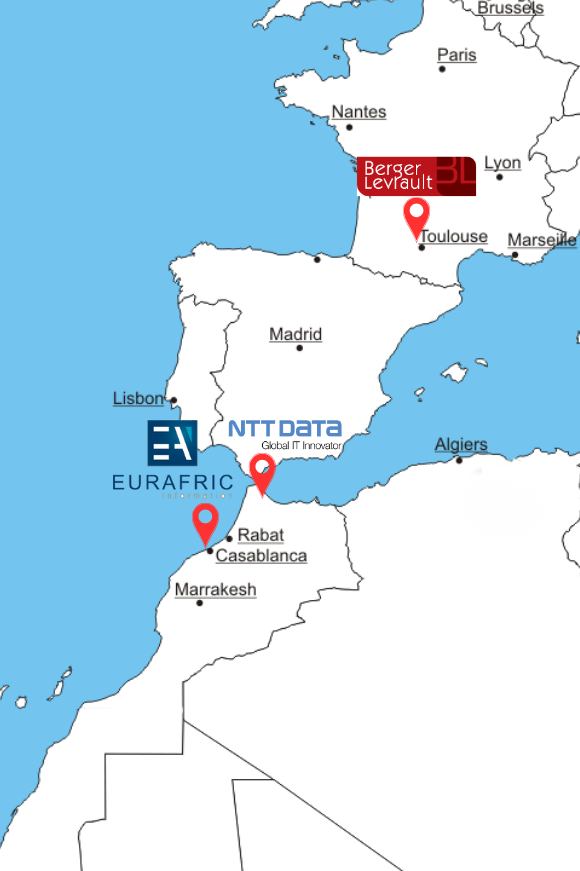 Brussels
Paris
Nantes
Berger
Levrault
BL
Lyon
Toulouse
Marseille
Madrid
Lisbon
NTT DATA
Global IT Innovator
EA
EURAFRIC
Information
Algiers
Rabat
Casablanca
Marrakesh